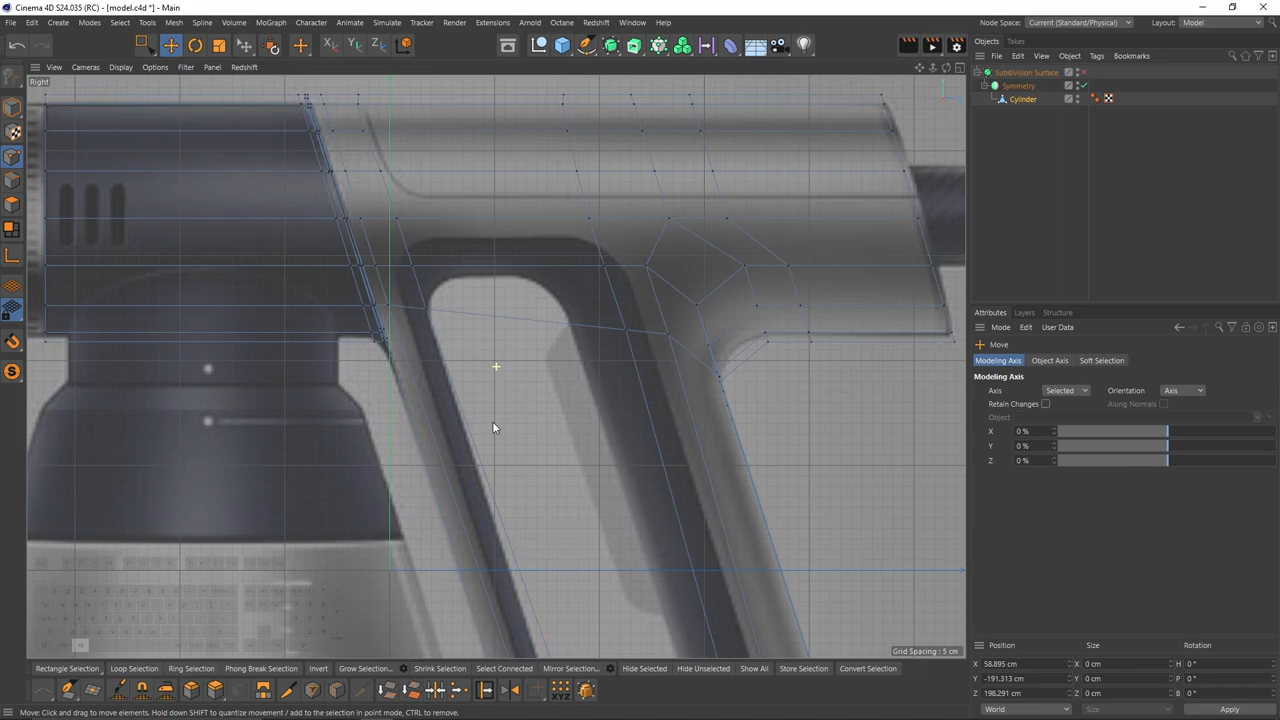 Cinema 4D S24.035 (RC) - [model.c4d *] - Main
File Edit Create Modes Select Tools Mesh Spline Volume MoGraph Character Animate Simulate Tracker Render Extensions Arnold Octane Redshift Window Help Node Space: Current (Standard/Physical) Layout: Model
X Y Z
View Cameras Display Options Filter Panel Redshift
Right
Y
Objects Takes
File Edit View Object Tags Bookmarks
Subdivision Surface
Symmetry
Cylinder
Attributes Layers Structure
Mode Edit User Data
Move
Modeling Axis Object Axis Soft Selection
Modeling Axis
Axis Selected Orientation Axis
Retain Changes Along Normals
Object
X 0 %
Y 0 %
Z 0 %
Grid Spacing : 5 cm
Position Size Rotation
X 58.895 cm X 0 cm H 0 °
Y -191.313 cm Y 0 cm P 0 °
Z 198.291 cm Z 0 cm B 0 °
World Size Apply
Rectangle Selection Loop Selection Ring Selection Phong Break Selection Invert Grow Selection... Shrink Selection Select Connected Mirror Selection... Hide Selected Hide Unselected Show All Store Selection Convert Selection
XYZ
Move: Click and drag to move elements. Hold down SHIFT to quantize movement / add to the selection in point mode, CTRL to remove.